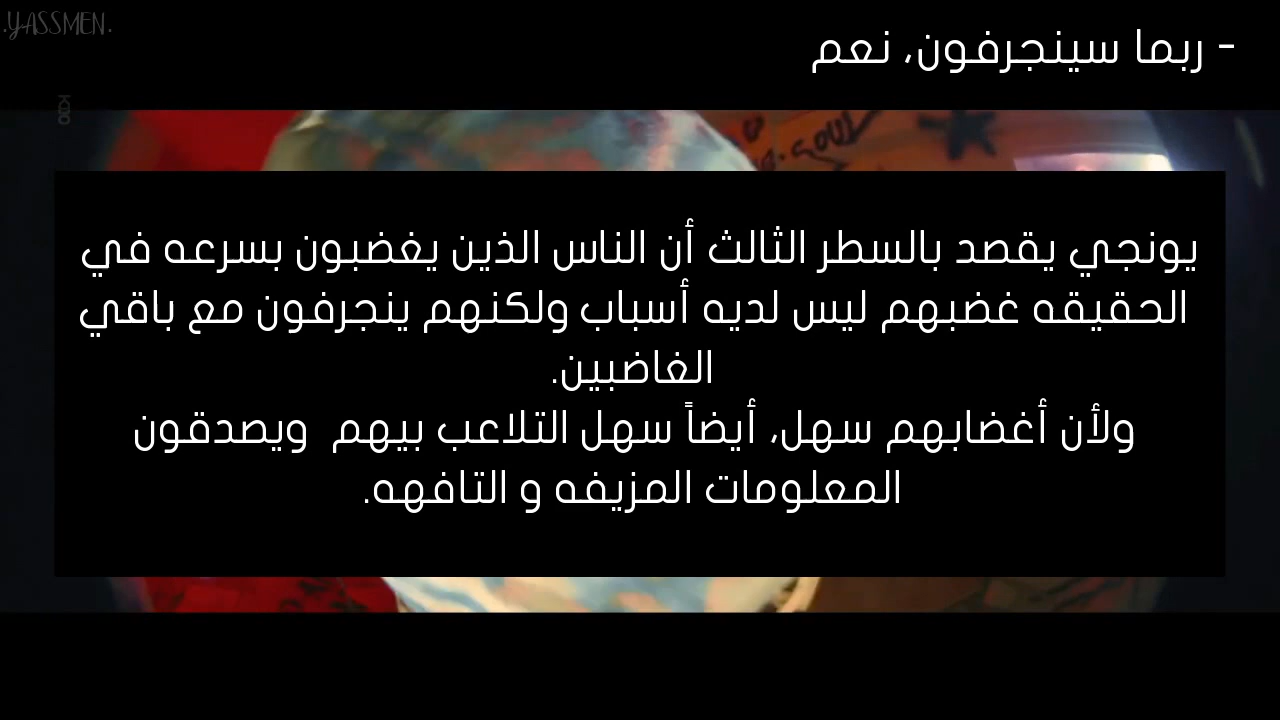 .YASSMEN.
- ربما سينجرفون، نعم
يونجي يقصد بالسطر الثالث أن الناس الذين يغضبون بسرعه في
الحقيقه غضبهم ليس لديه أسباب ولكنهم ينجرفون مع باقي
الغاضبين.
ولأن أغضابهم سهل، أيضاً سهل التلاعب بيهم ويصدقون
المعلومات المزيفه و التافهه.